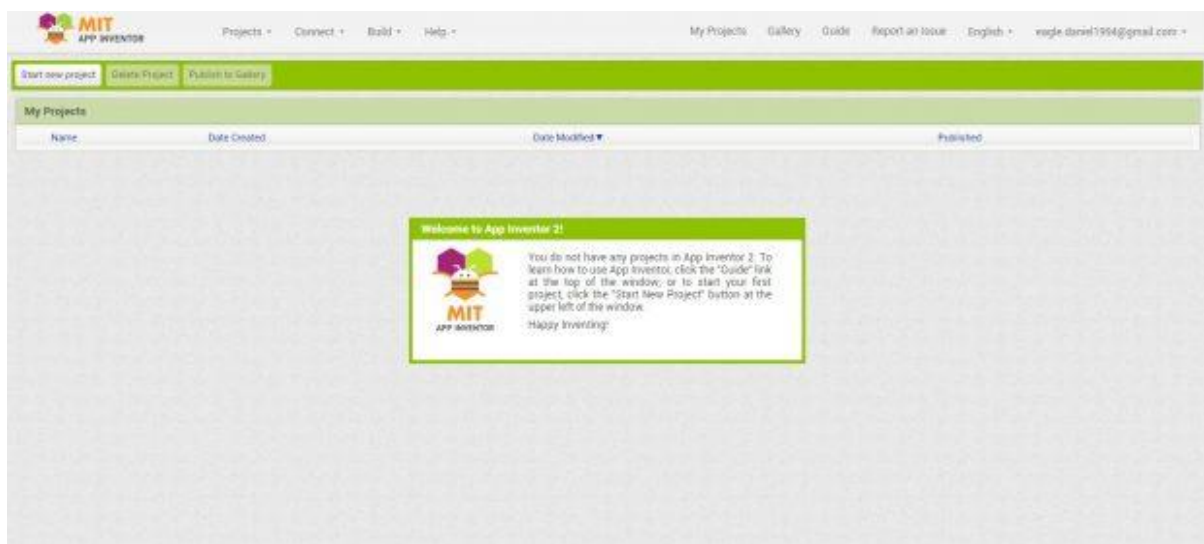 MIT
APP INVENTOR
Projects Connect Build Help
My Projects Gallery Guide Report an Issue English eagle.daniel1994@gmail.com
Start new project Delete Project Publish to Gallery
My Projects
Name Date Created Date Modified Published
Welcome to App Inventor 2!
You do not have any projects in App Inventor 2. To
learn how to use App Inventor, click the "Guide" link
at the top of the window; or to start your first
project, click the "Start New Project" button at the
upper left of the window.
Happy Inventing!
MIT
APP INVENTOR